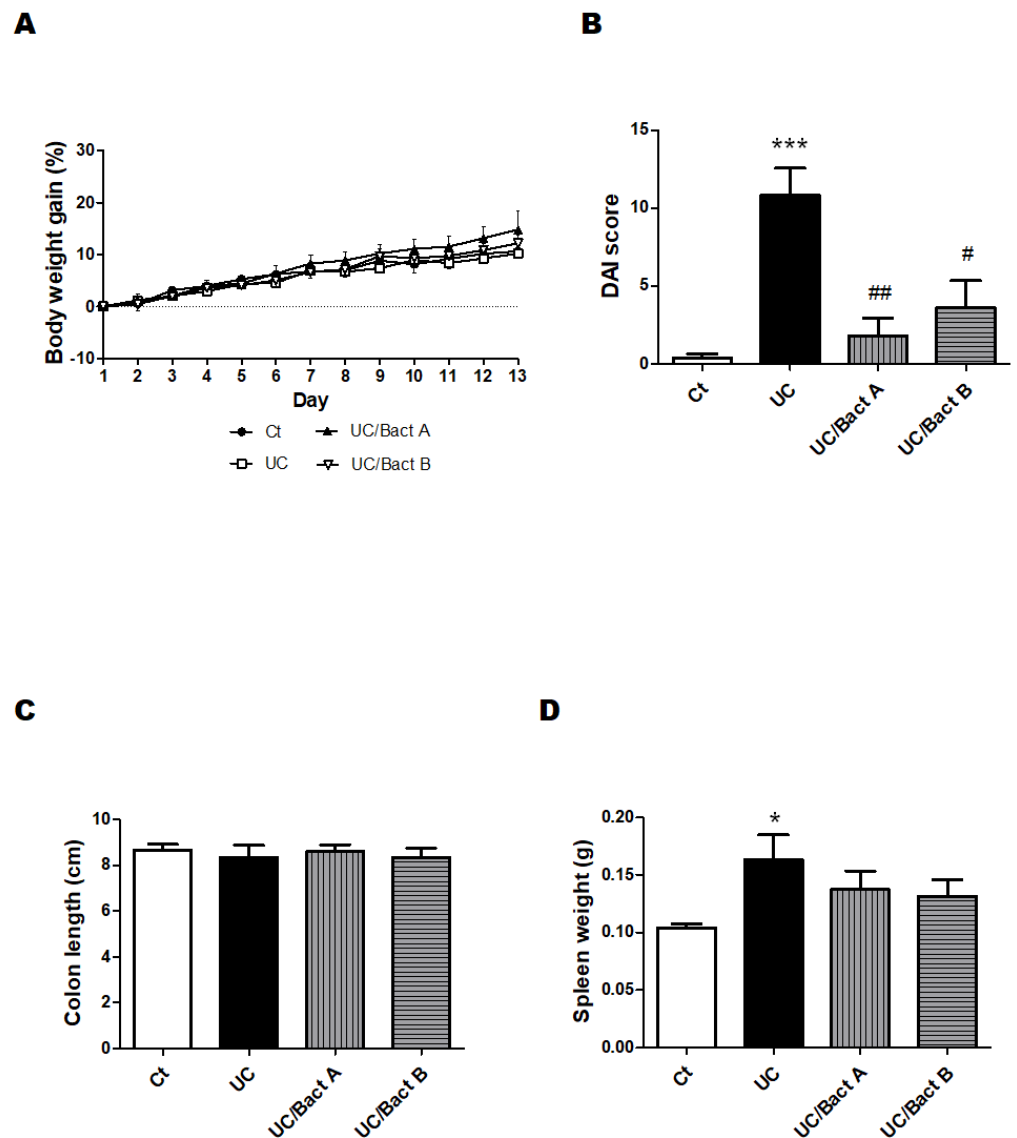 A
Body weight gain (%)
30
20
10
0
-10
1 2 3 4 5 6 7 8 9 10 11 12 13
Day
Ct UC/Bact A
UC UC/Bact B
B
DAI score
15
10
5
0
***
##
#
Ct UC UC/Bact A UC/Bact B
C
Colon length (cm)
10
8
6
4
2
0
Ct UC UC/Bact A UC/Bact B
D
Spleen weight (g)
0.20
0.15
0.10
0.05
0.00
*
Ct UC UC/Bact A UC/Bact B